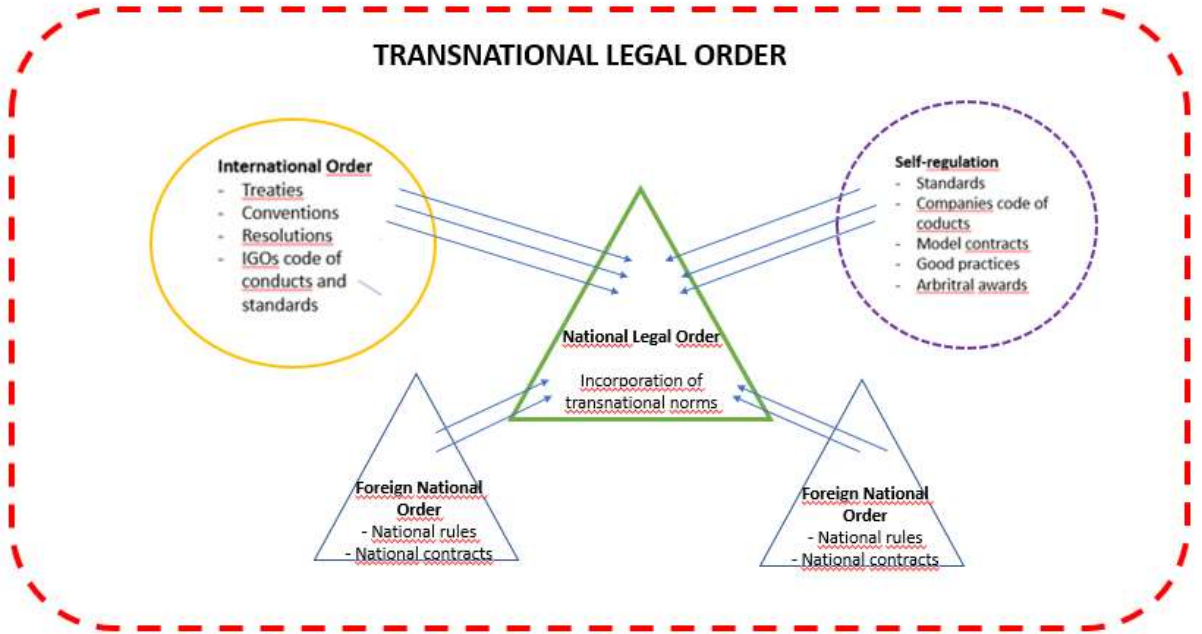 TRANSNATIONAL LEGAL ORDER
International Order
- Treaties
- Conventions
- Resolutions
- IGOs code of
conducts and
standards
Self-regulation
- Standards
- Companies code of
coducts
- Model contracts
- Good practices
- Arbritral awards
National Legal Order
Incorporation of
transnational norms
Foreign National
Order
- National rules
- National contracts
Foreign National
Order
- National rules
- National contracts